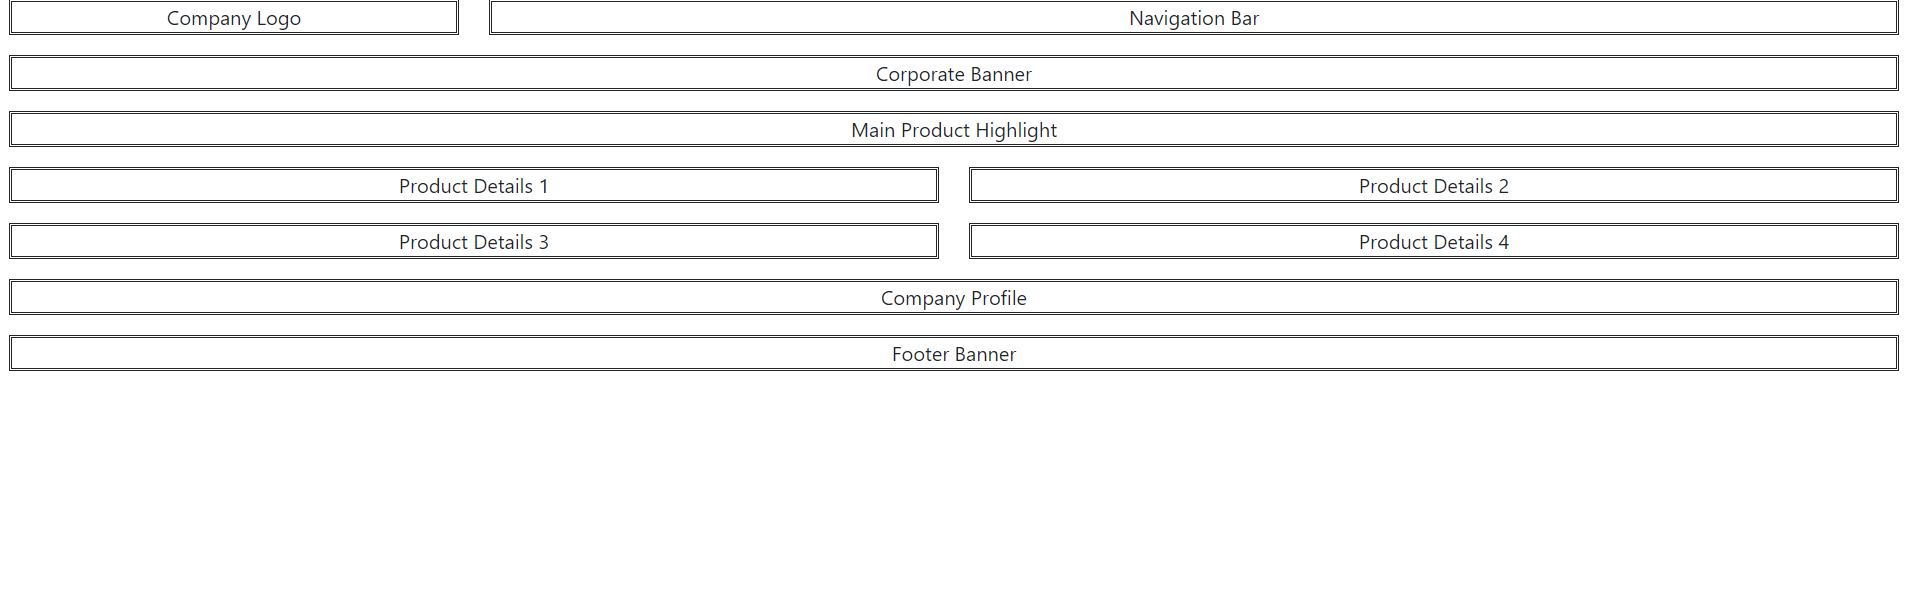 Company Logo
Navigation Bar
Corporate Banner
Main Product Highlight
Product Details 1
Product Details 2
Product Details 3
Product Details 4
Company Profile
Footer Banner